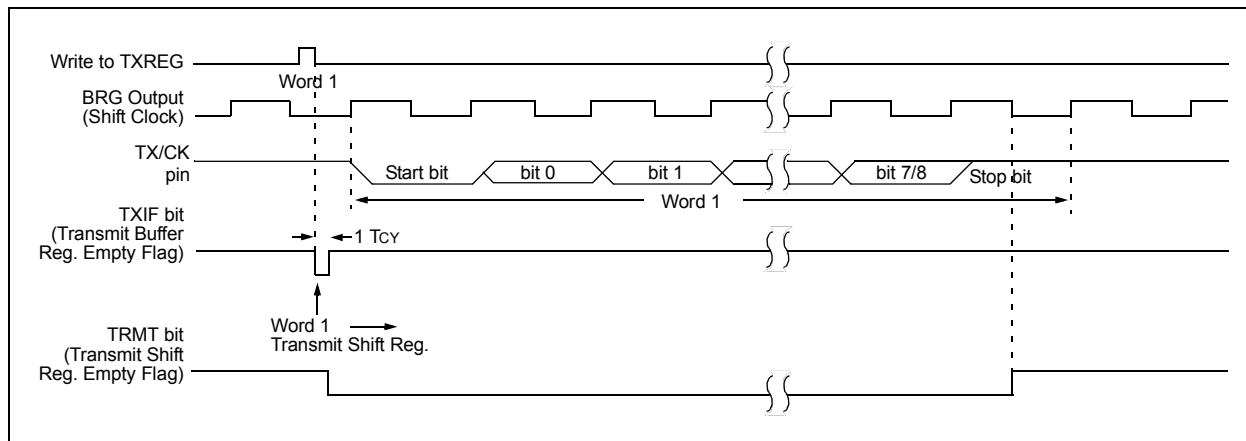 Write to TXREG
Word 1
BRG Output
(Shift Clock)
TX/CK
pin
Start bit
bit 0
bit 1
bit 7/8
Stop bit
Word 1
TXIF bit
(Transmit Buffer
Reg. Empty Flag)
1 TCY
Word 1
Transmit Shift Reg.
TRMT bit
(Transmit Shift
Reg. Empty Flag)